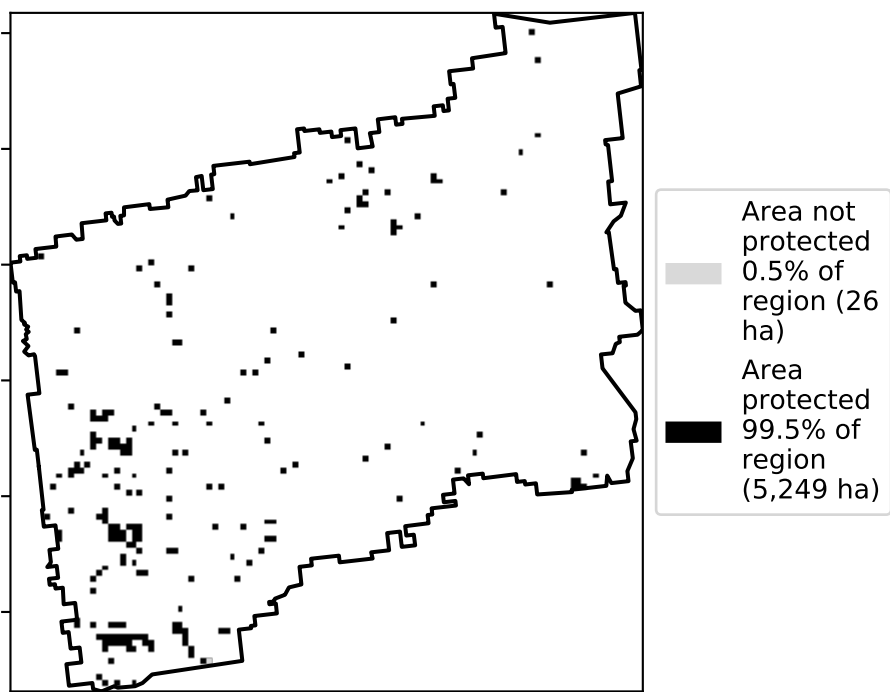 Area not
protected
0.5% of
region (26
ha)
Area
protected
99.5% of
region
(5,249 ha)